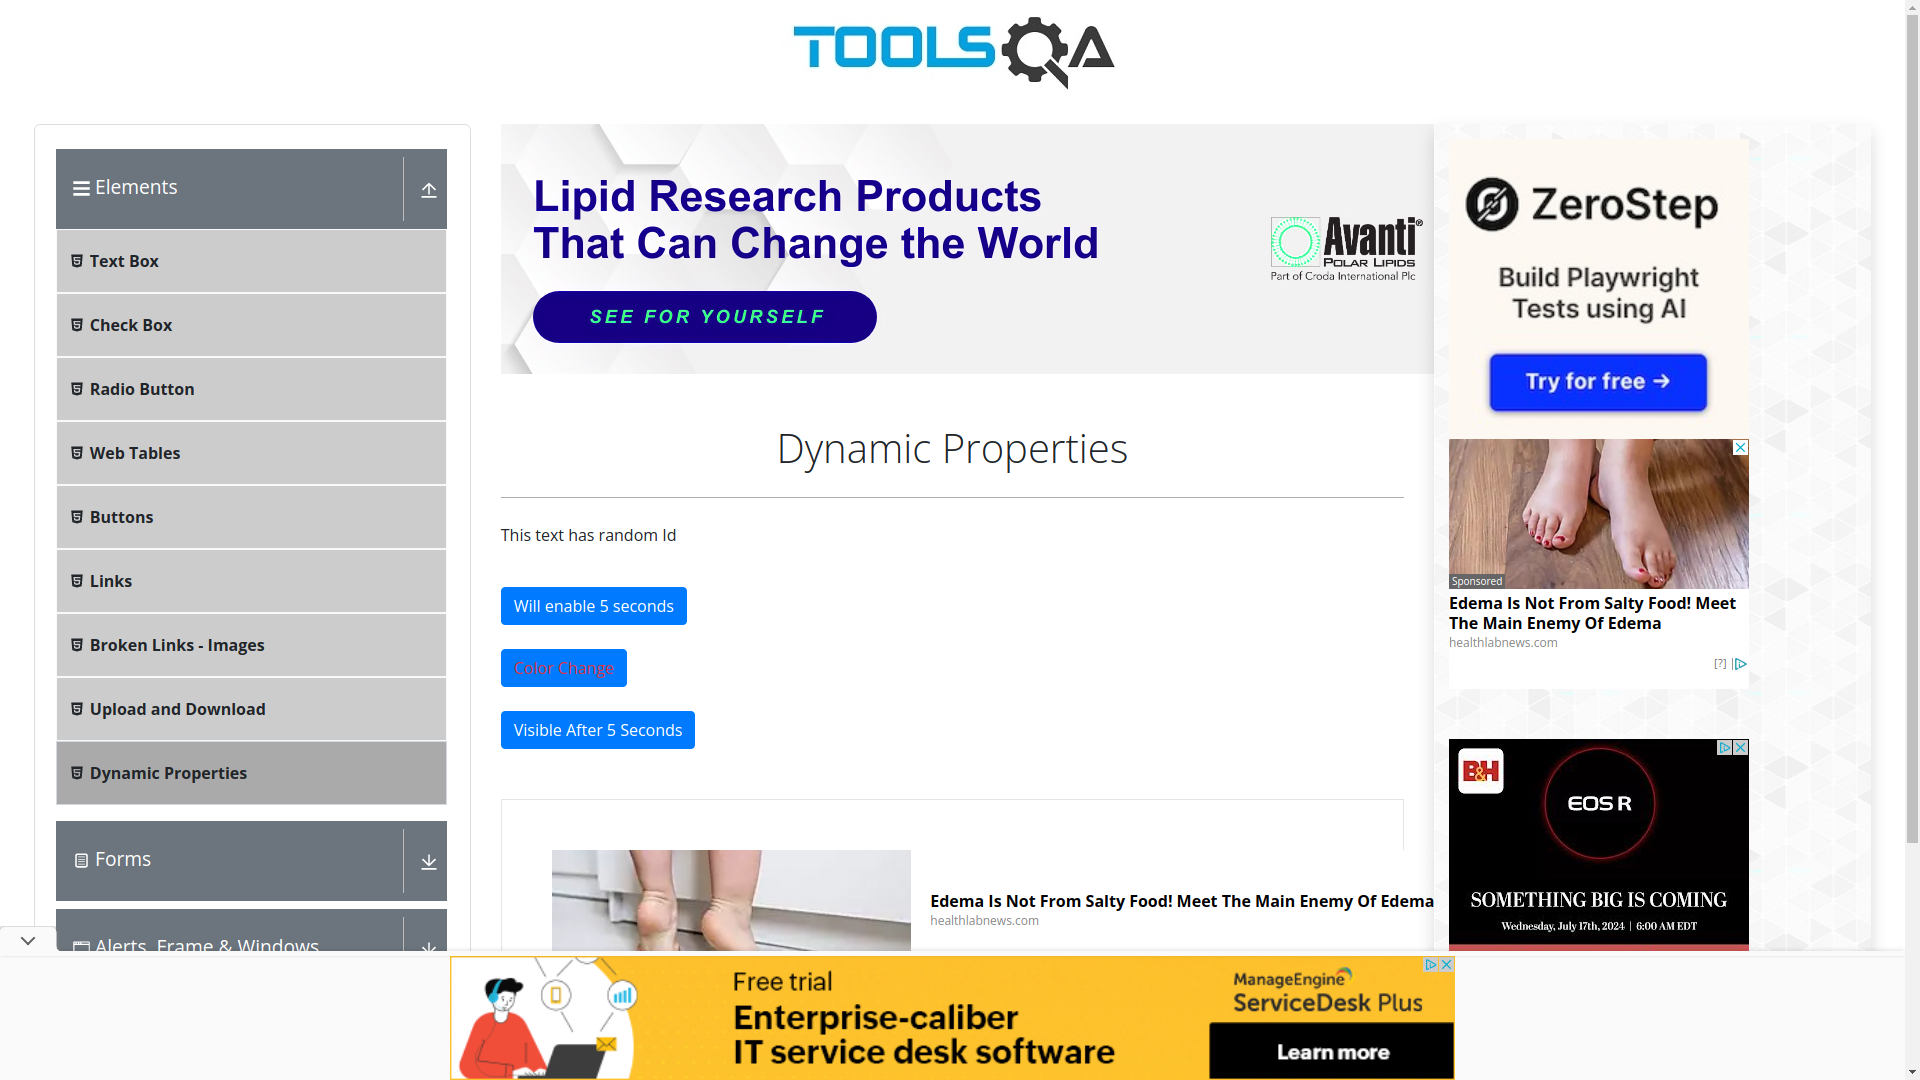 TOOLSQA
Elements
Text Box
Check Box
Radio Button
Web Tables
Buttons
Links
Broken Links - Images
Upload and Download
Dynamic Properties
Forms
Alerts, Frame & Windows
Lipid Research Products
That Can Change the World
SEE FOR YOURSELF
Avanti®
POLAR LIPIDS
Part of Croda International Plc
Dynamic Properties
This text has random Id
Will enable 5 seconds
Color Change
Visible After 5 Seconds
Edema Is Not From Salty Food! Meet The Main Enemy Of Edema
healthlabnews.com
ZeroStep
Build Playwright
Tests using AI
Try for free →
Sponsored
Edema Is Not From Salty Food! Meet
The Main Enemy Of Edema
healthlabnews.com
[?]
B&H
EOS R
SOMETHING BIG IS COMING
Wednesday, July 17th, 2024 | 6:00 AM EDT
Free trial
Enterprise-caliber
IT service desk software
ManageEngine
ServiceDesk Plus
Learn more